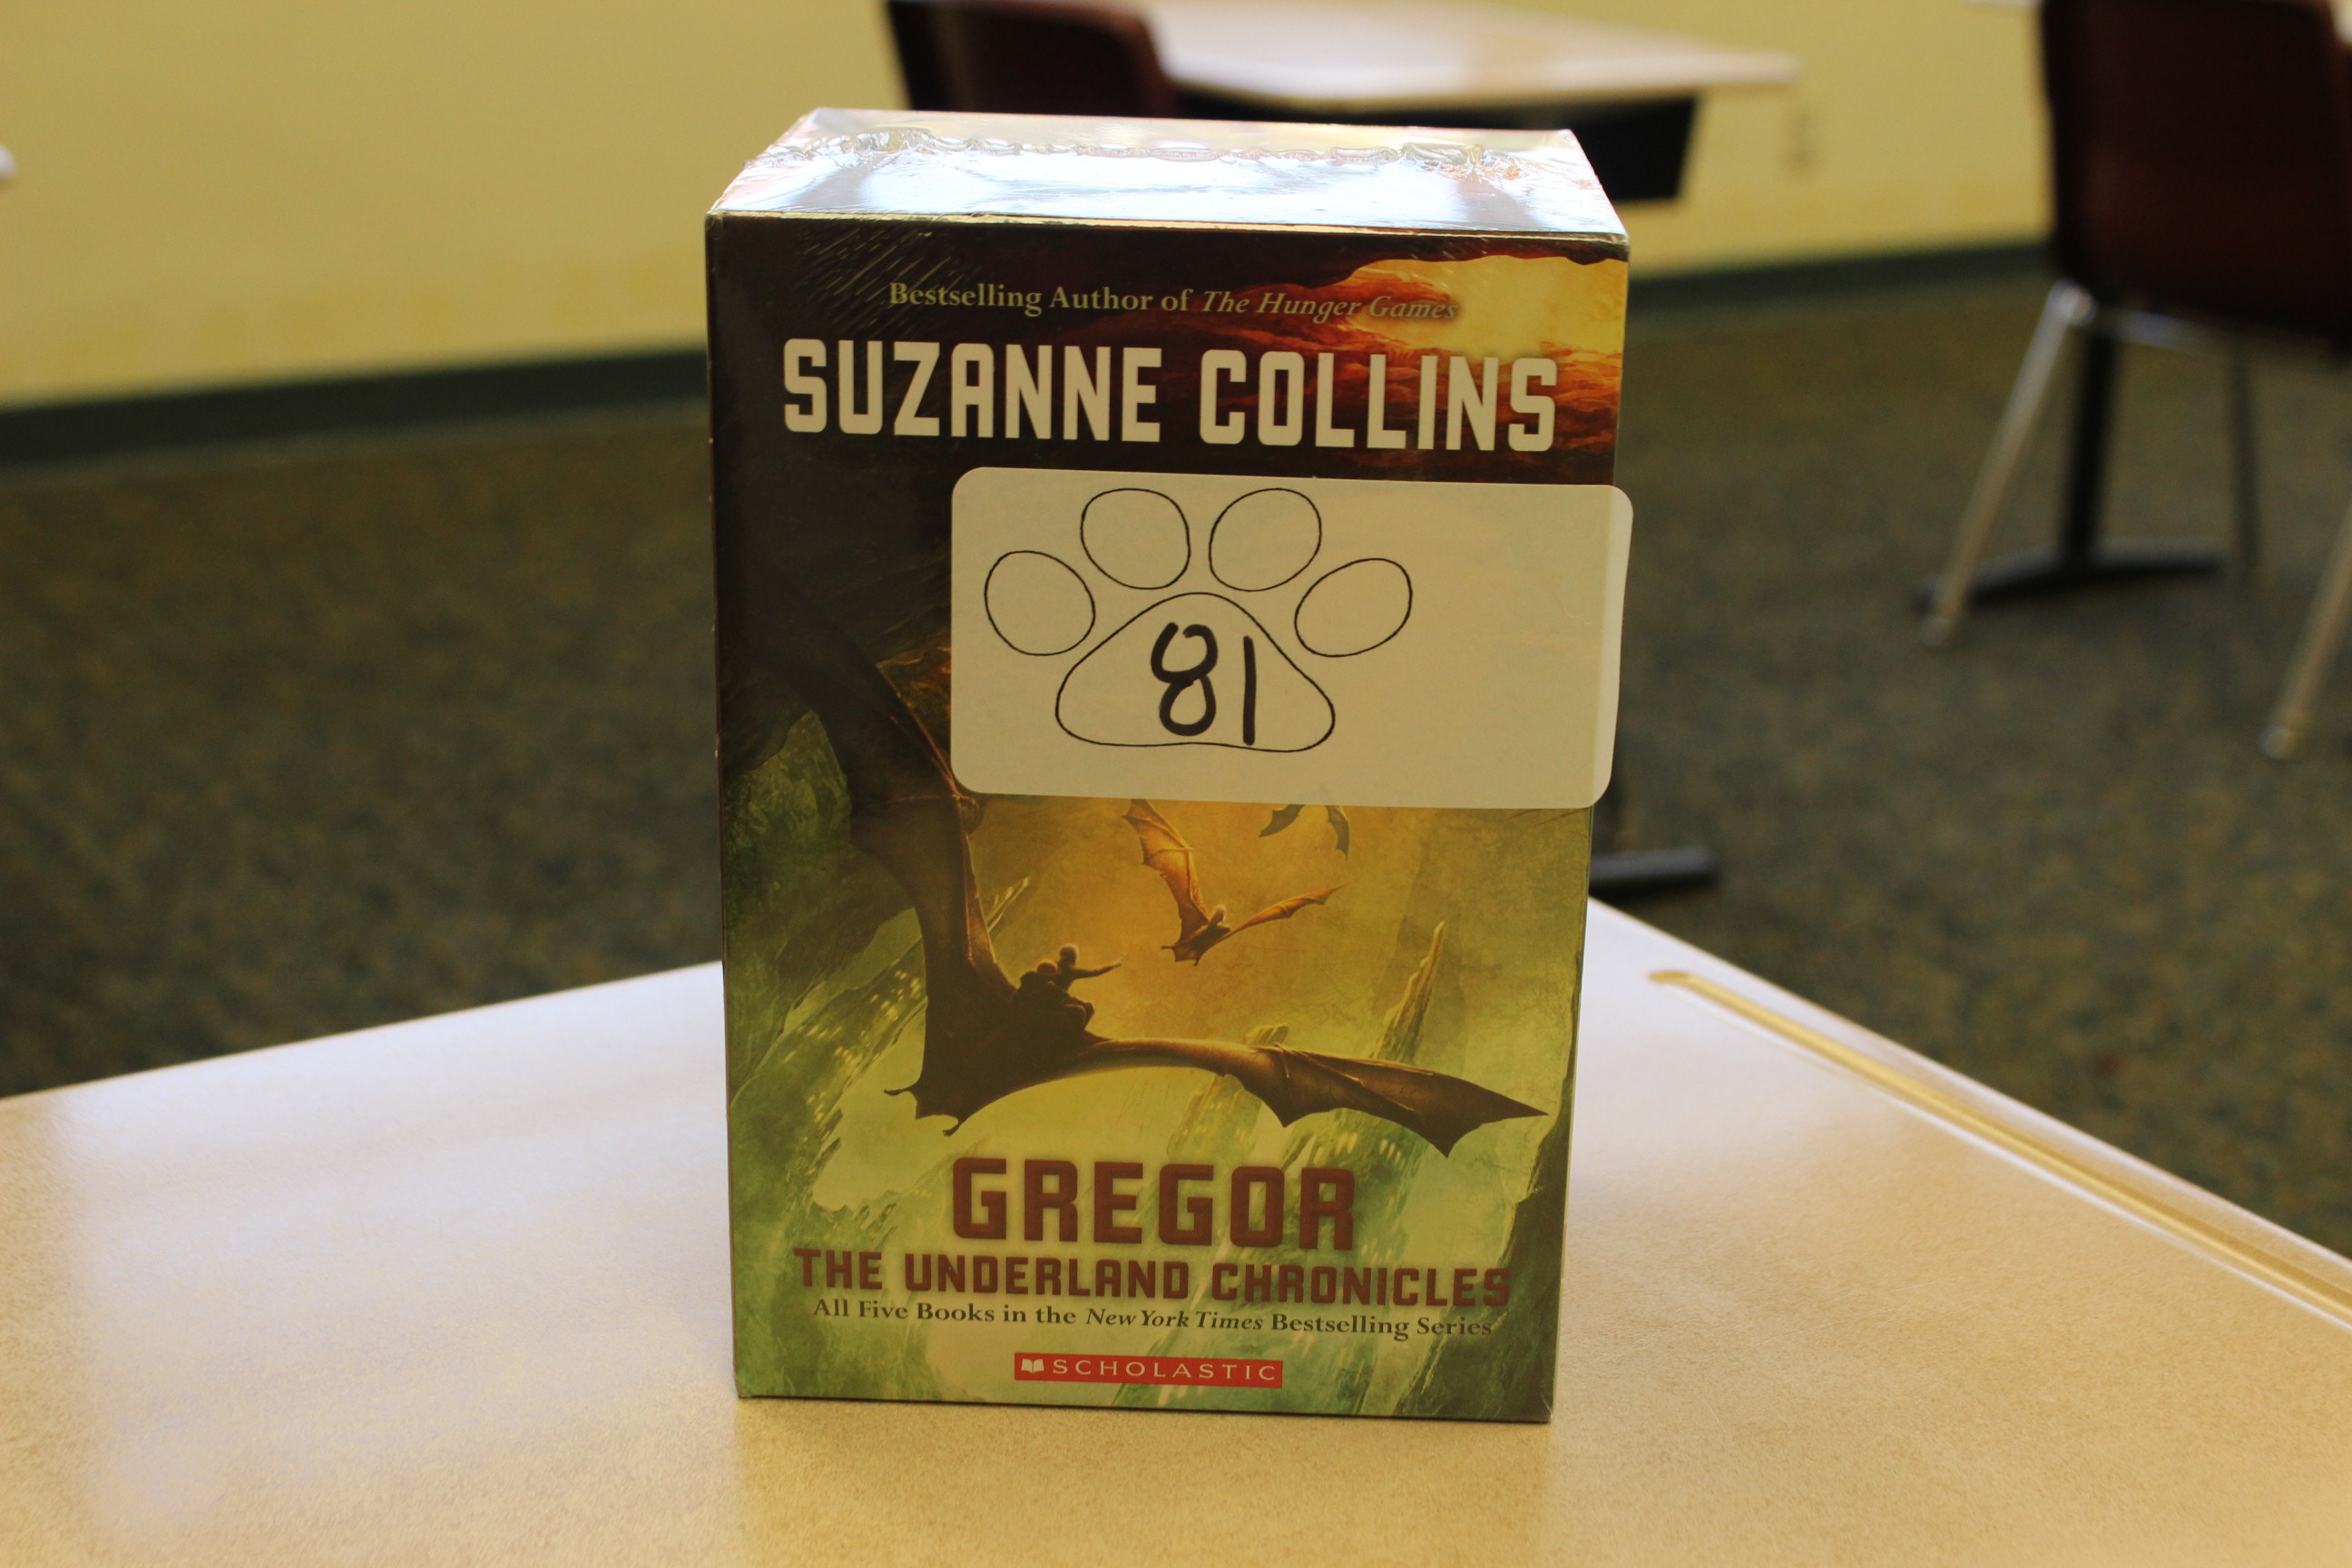 Bestselling Author of The Hunger Games
SUZANNE COLLINS
81
GREGOR
THE UNDERLAND CHRONICLES
All Five Books in the New York Times Bestselling Series
SCHOLASTIC